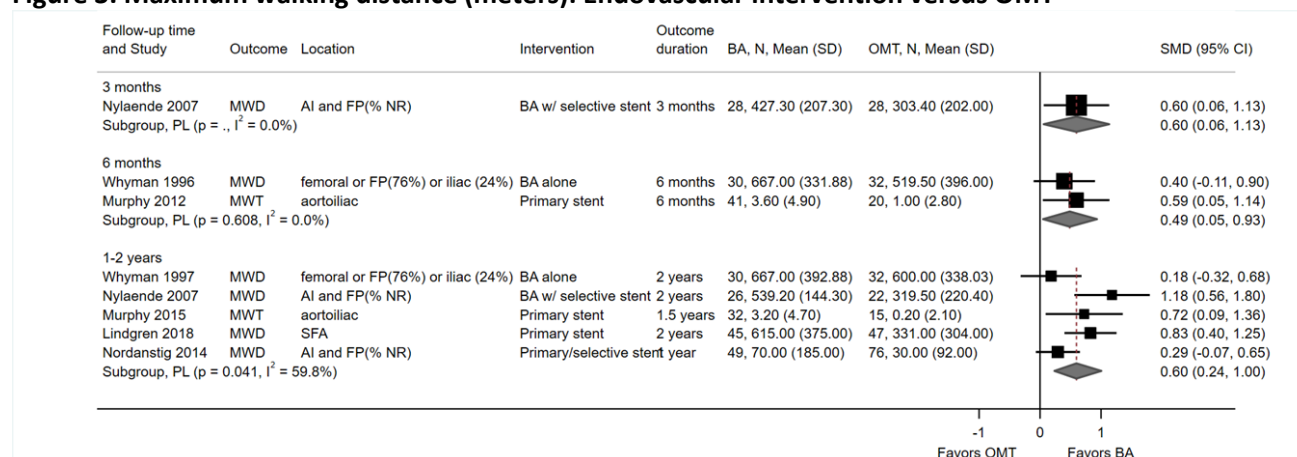 Figure 3. Maximum walking distance (meters): Endovascular intervention versus OMT
Follow-up time and Study Outcome Location Intervention Outcome duration BA, N, Mean (SD) OMT, N, Mean (SD) SMD (95% CI)
3 months
Nylaende 2007 MWD AI and FP(% NR) BA w/ selective stent 3 months 28, 427.30 (207.30) 28, 303.40 (202.00) 0.60 (0.06, 1.13)
Subgroup, PL (p = ., I² = 0.0%) 0.60 (0.06, 1.13)
6 months
Whyman 1996 MWD femoral or FP(76%) or iliac (24%) BA alone 6 months 30, 667.00 (331.88) 32, 519.50 (396.00) 0.40 (-0.11, 0.90)
Murphy 2012 MWT aortoiliac Primary stent 6 months 41, 3.60 (4.90) 20, 1.00 (2.80) 0.59 (0.05, 1.14)
Subgroup, PL (p = 0.608, I² = 0.0%) 0.49 (0.05, 0.93)
1-2 years
Whyman 1997 MWD femoral or FP(76%) or iliac (24%) BA alone 2 years 30, 667.00 (392.88) 32, 600.00 (338.03) 0.18 (-0.32, 0.68)
Nylaende 2007 MWD AI and FP(% NR) BA w/ selective stent 2 years 26, 539.20 (144.30) 22, 319.50 (220.40) 1.18 (0.56, 1.80)
Murphy 2015 MWT aortoiliac Primary stent 1.5 years 32, 3.20 (4.70) 15, 0.20 (2.10) 0.72 (0.09, 1.36)
Lindgren 2018 MWD SFA Primary stent 2 years 45, 615.00 (375.00) 47, 331.00 (304.00) 0.83 (0.40, 1.25)
Nordanstig 2014 MWD AI and FP(% NR) Primary/selective stent 1 year 49, 70.00 (185.00) 76, 30.00 (92.00) 0.29 (-0.07, 0.65)
Subgroup, PL (p = 0.041, I² = 59.8%) 0.60 (0.24, 1.00)
-1 0 1
Favors OMT Favors BA